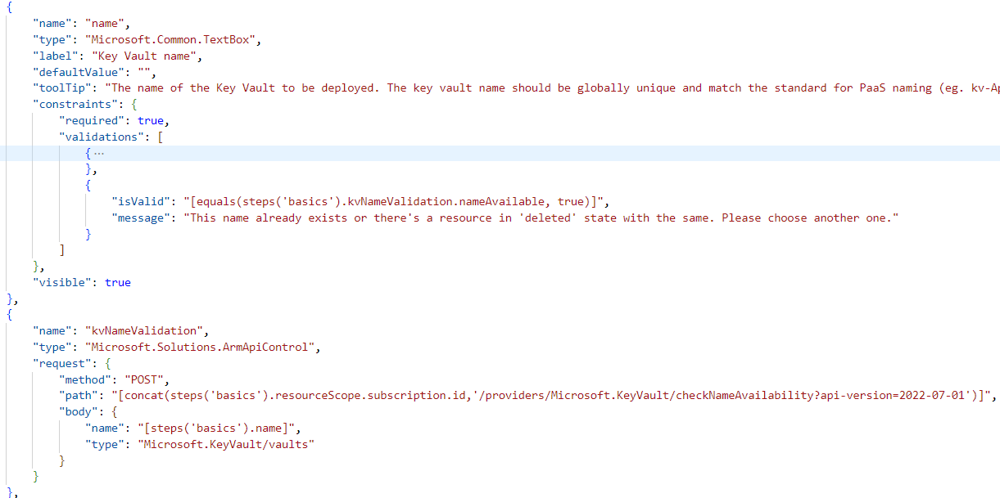 {
    "name": "name",
    "type": "Microsoft.Common.TextBox",
    "label": "Key Vault name",
    "defaultValue": "",
    "toolTip": "The name of the Key Vault to be deployed. The key vault name should be globally unique and match the standard for PaaS naming (eg. kv-Ap
    "constraints": {
        "required": true,
        "validations": [
            { ···
            },
            {
                "isValid": "[equals(steps('basics').kvNameValidation.nameAvailable, true)]",
                "message": "This name already exists or there's a resource in 'deleted' state with the same. Please choose another one."
            }
        ]
    },
    "visible": true
},
{
    "name": "kvNameValidation",
    "type": "Microsoft.Solutions.ArmApiControl",
    "request": {
        "method": "POST",
        "path": "[concat(steps('basics').resourceScope.subscription.id,'/providers/Microsoft.KeyVault/checkNameAvailability?api-version=2022-07-01')]",
        "body": {
            "name": "[steps('basics').name]",
            "type": "Microsoft.KeyVault/vaults"
        }
    }
},